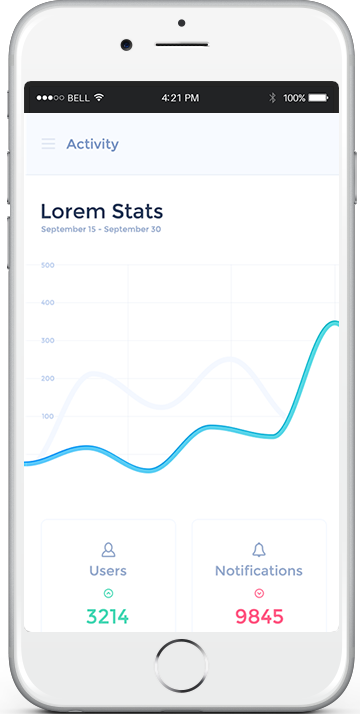 BELL
4:21 PM
100%
Activity
Lorem Stats
September 15 - September 30
500
400
300
200
100
Users
Notifications
3214
9845